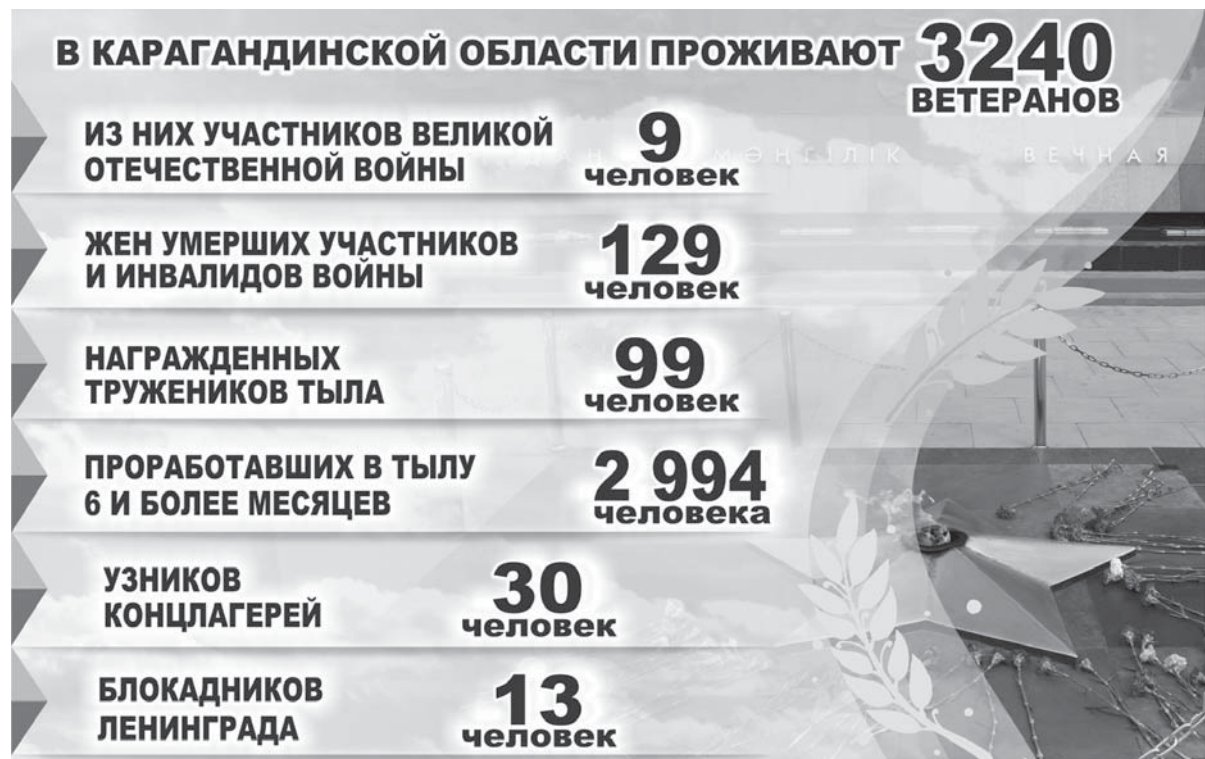 В КАРАГАНДИНСКОЙ ОБЛАСТИ ПРОЖИВАЮТ 3240
ВЕТЕРАНОВ
ИЗ НИХ УЧАСТНИКОВ ВЕЛИКОЙ
ОТЕЧЕСТВЕННОЙ ВОЙНЫ
9
человек
МӘҢГІЛІК ВЕЧНАЯ
ЖЕН УМЕРШИХ УЧАСТНИКОВ
И ИНВАЛИДОВ ВОЙНЫ
129
человек
НАГРАЖДЕННЫХ
ТРУЖЕНИКОВ ТЫЛА
99
человек
ПРОРАБОТАВШИХ В ТЫЛУ
6 И БОЛЕЕ МЕСЯЦЕВ
2 994
человека
УЗНИКОВ
КОНЦЛАГЕРЕЙ
30
человек
БЛОКАДНИКОВ
ЛЕНИНГРАДА
13
человек